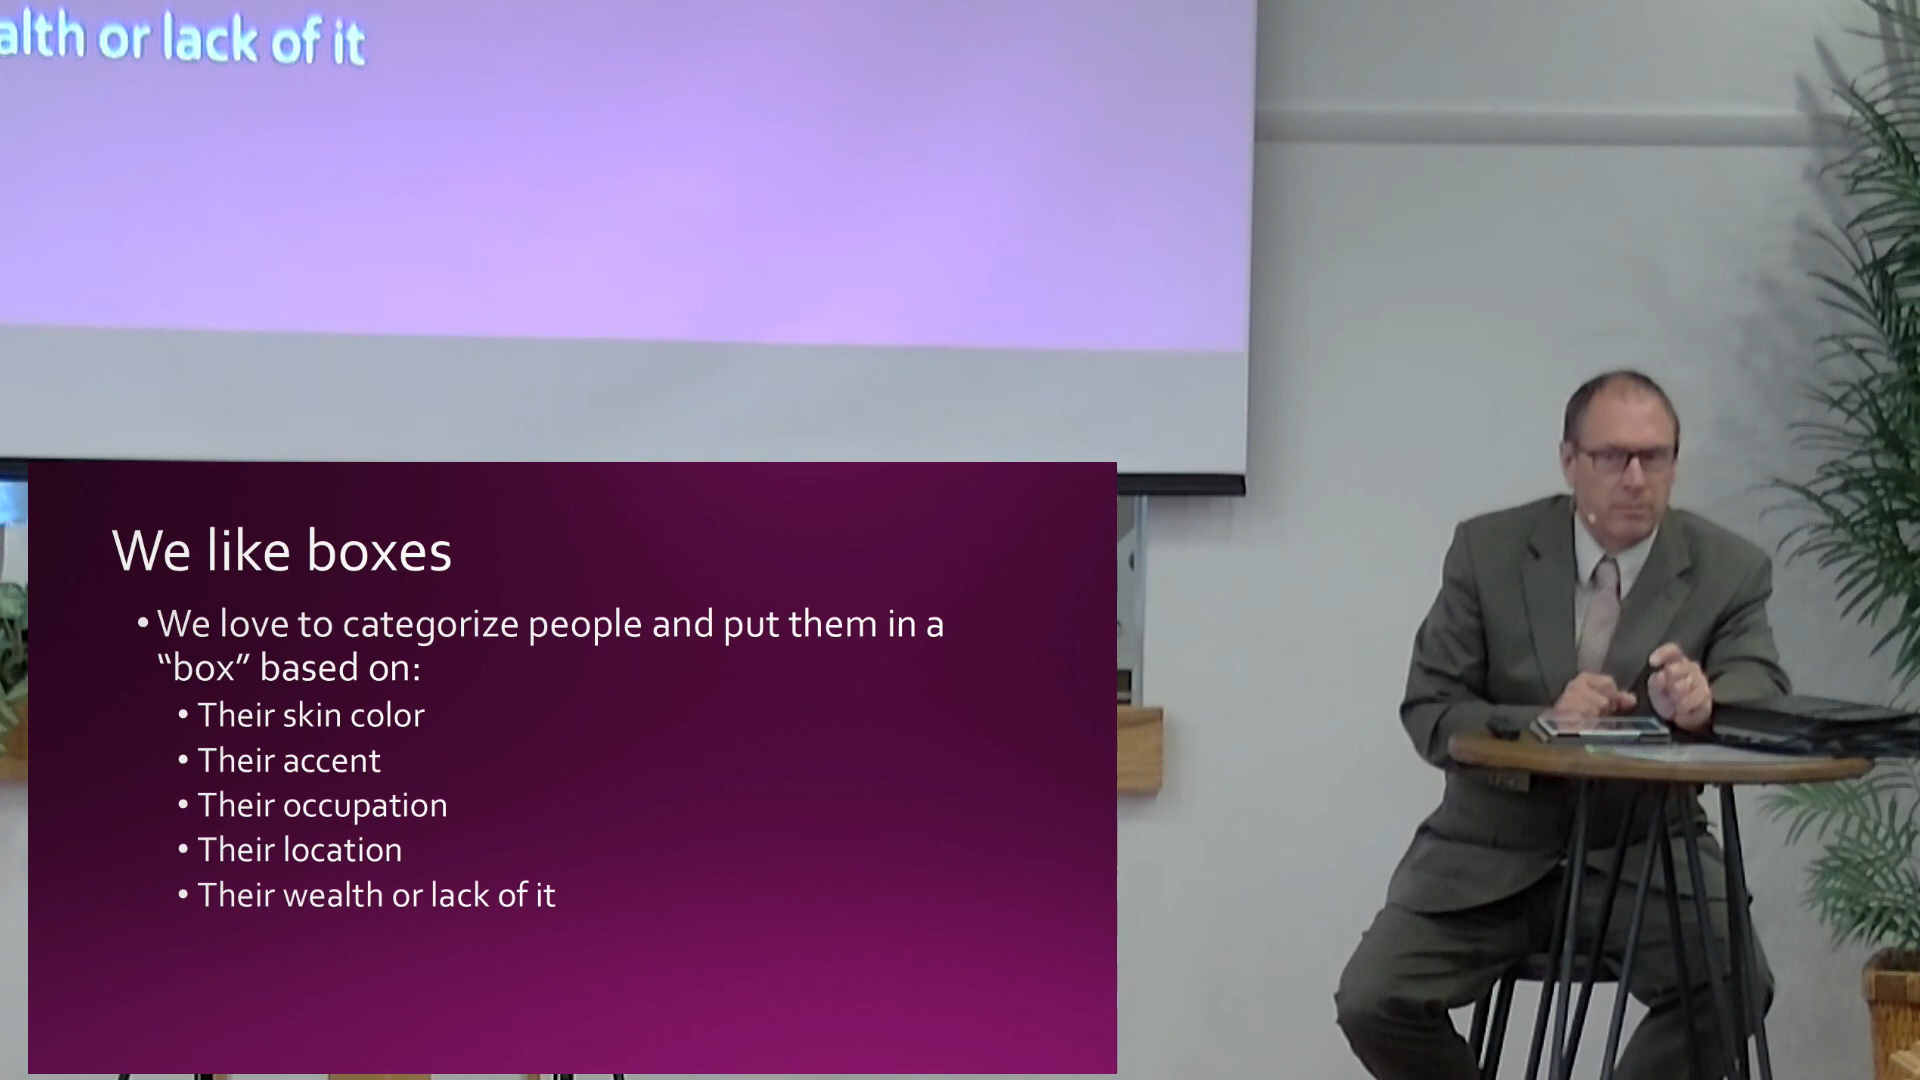 alth or lack of it
We like boxes
• We love to categorize people and put them in a
“box” based on:
• Their skin color
• Their accent
• Their occupation
• Their location
• Their wealth or lack of it